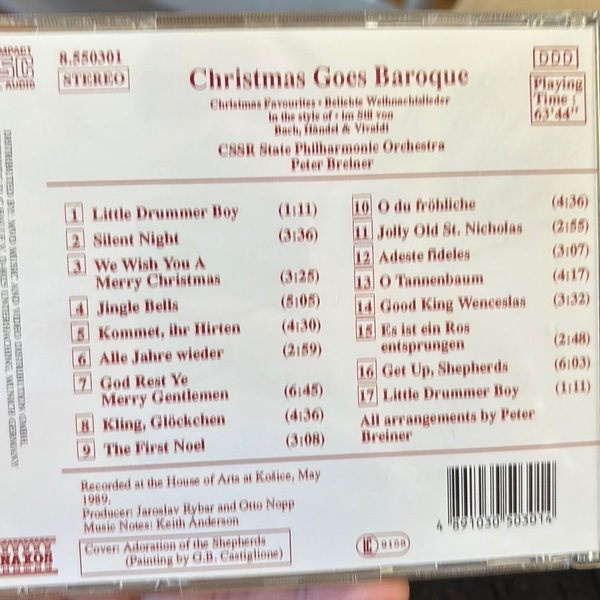 COMPACT
DISC
AUDIO
8.550301
STEREO
Christmas Goes Baroque
Christmas Favourites • Beliebte Weihnachtslieder
in the style of • im Stil von
Bach, Händel & Vivaldi
CSSR State Philharmonic Orchestra
Peter Breiner
DDD
Playing
Time :
63'44"
1 Little Drummer Boy (1:11)
2 Silent Night (3:36)
3 We Wish You A
Merry Christmas (3:25)
4 Jingle Bells (5:05)
5 Kommet, ihr Hirten (4:30)
6 Alle Jahre wieder (2:59)
7 God Rest Ye
Merry Gentlemen (6:45)
8 Kling, Glöckchen (4:36)
9 The First Noel (3:08)
10 O du fröhliche (4:36)
11 Jolly Old St. Nicholas (2:55)
12 Adeste fideles (3:07)
13 O Tannenbaum (4:17)
14 Good King Wenceslas (3:32)
15 Es ist ein Ros
entsprungen (2:48)
16 Get Up, Shepherds (6:03)
17 Little Drummer Boy (1:11)
All arrangements by Peter
Breiner
Recorded at the House of Arts at Košice, May
1989.
Producer: Jaroslav Rybar and Otto Nopp
Music Notes: Keith Anderson
Cover: Adoration of the Shepherds
(Painting by G.B. Castiglione)
NAXOS
4 891030 503014
9158